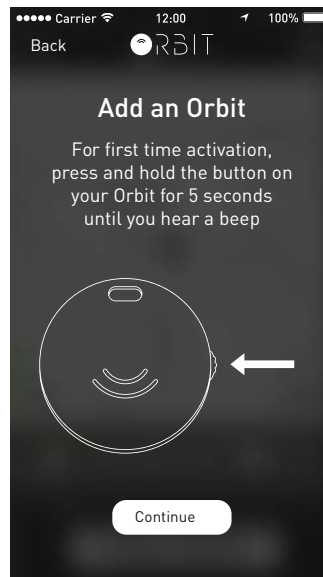 Carrier 12:00 100%
Back ORBIT
Add an Orbit
For first time activation,
press and hold the button on
your Orbit for 5 seconds
until you hear a beep
Continue